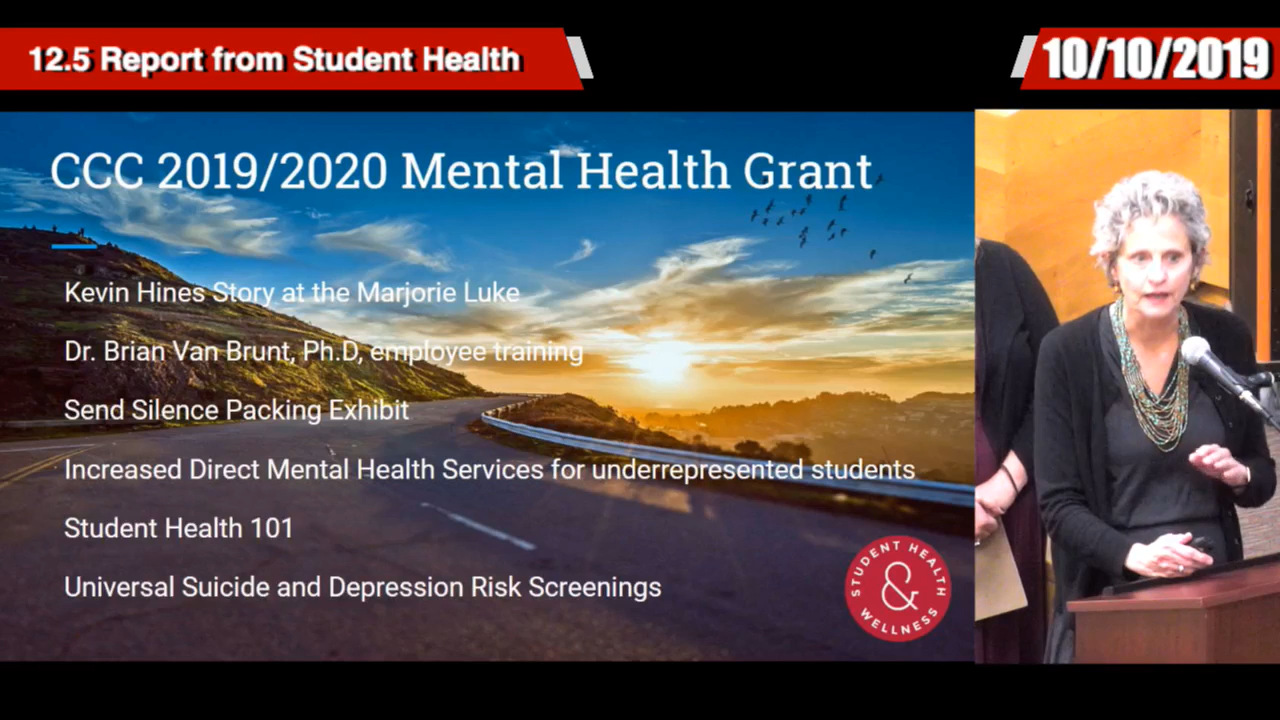 12.5 Report from Student Health
10/10/2019
CCC 2019/2020 Mental Health Grant
Kevin Hines Story at the Marjorie Luke
Dr. Brian Van Brunt, Ph.D, employee training
Send Silence Packing Exhibit
Increased Direct Mental Health Services for underrepresented students
Student Health 101
Universal Suicide and Depression Risk Screenings
STUDENT HEALTH
&
WELLNESS